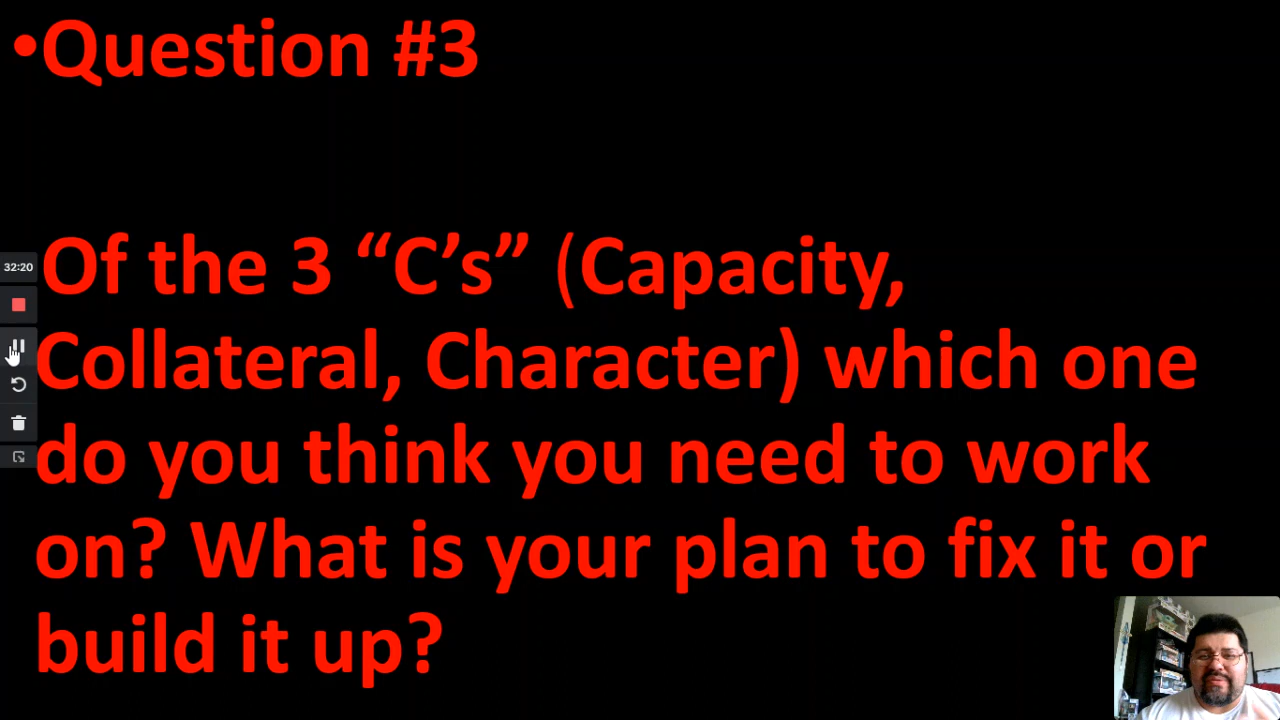 •Question #3
Of the 3 “C’s” (Capacity,
32:20
Collateral, Character) which one
do you think you need to work
on? What is your plan to fix it or
build it up?